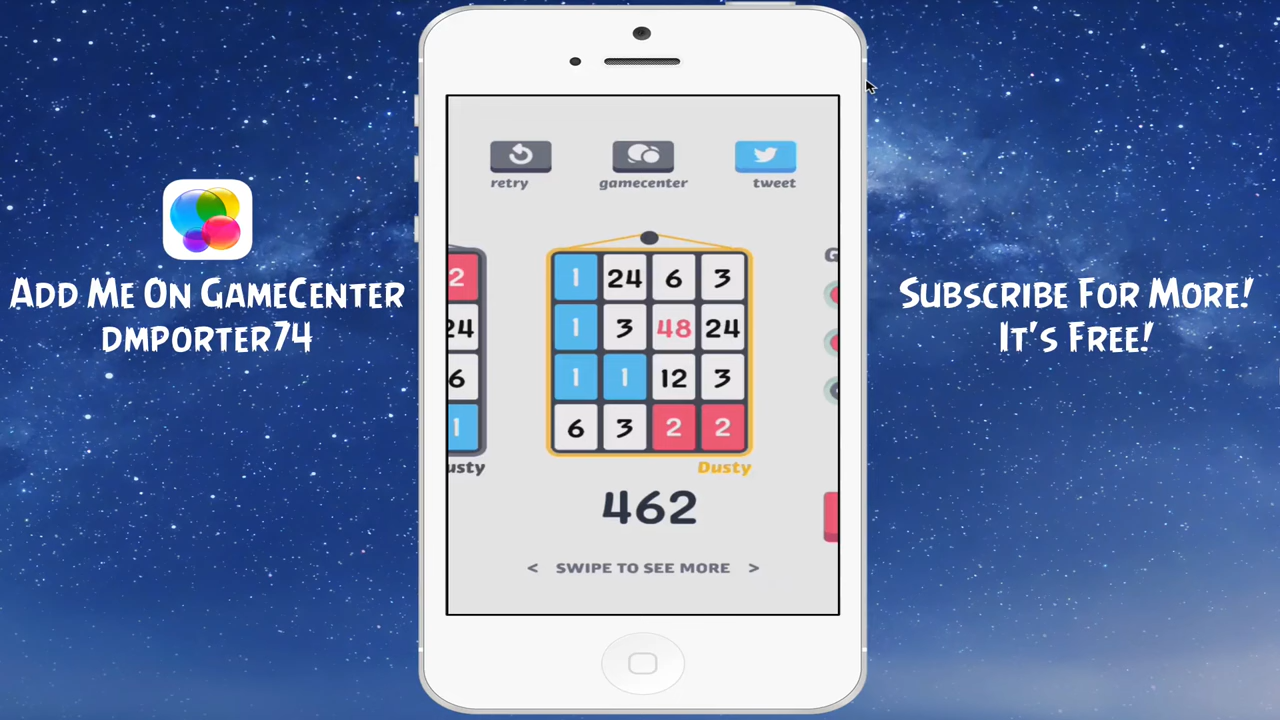 retry gamecenter tweet
2
24
6
1
usty
1 24 6 3
1 3 48 24
1 1 12 3
6 3 2 2
Dusty
462
< SWIPE TO SEE MORE >
ADD ME ON GAMECENTER
DMPORTER74
SUBSCRIBE FOR MORE!
IT'S FREE!